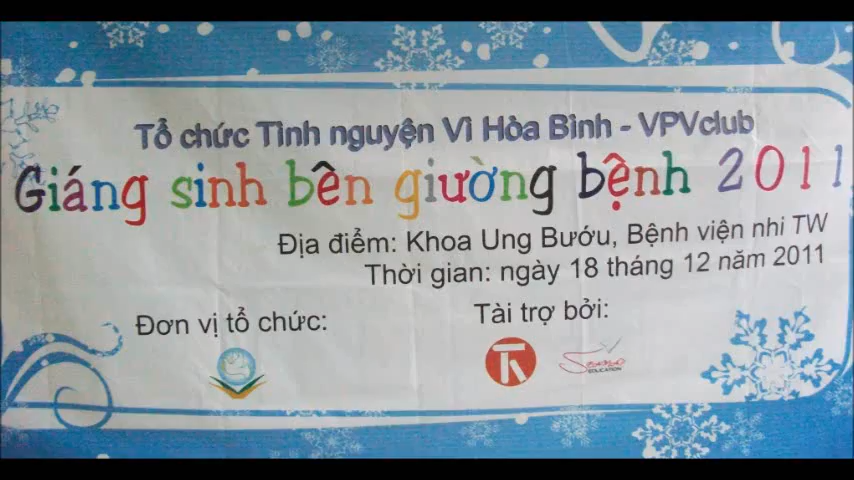 Tổ chức Tình nguyện Vì Hòa Bình - VPVclub
Giáng sinh bên giường bệnh 2011
Địa điểm: Khoa Ung Bướu, Bệnh viện nhi TW
Thời gian: ngày 18 tháng 12 năm 2011
Đơn vị tổ chức:
Tài trợ bởi:
EDUCATION